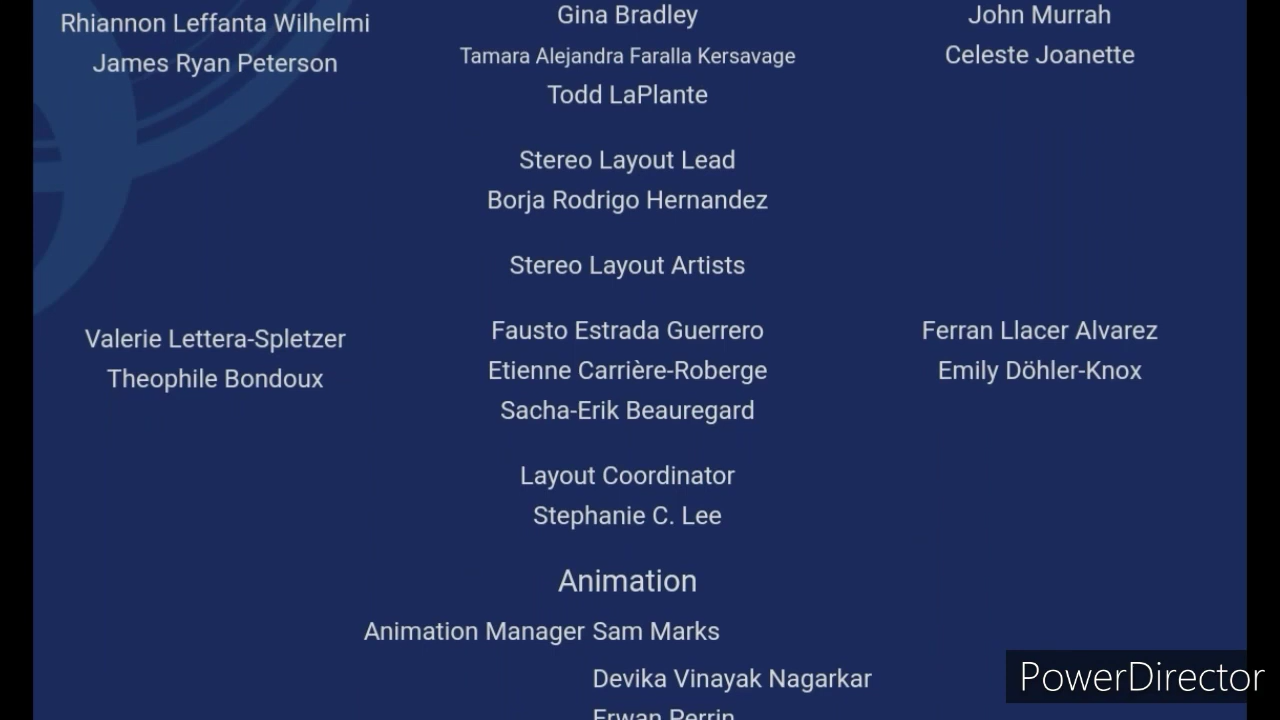 Rhiannon Leffanta Wilhelmi
Gina Bradley
John Murrah
James Ryan Peterson
Tamara Alejandra Faralla Kersavage
Celeste Joanette
Todd LaPlante
Stereo Layout Lead
Borja Rodrigo Hernandez
Stereo Layout Artists
Valerie Lettera-Spletzer
Fausto Estrada Guerrero
Ferran Llacer Alvarez
Theophile Bondoux
Etienne Carrière-Roberge
Emily Döhler-Knox
Sacha-Erik Beauregard
Layout Coordinator
Stephanie C. Lee
Animation
Animation Manager Sam Marks
Devika Vinayak Nagarkar
Erwan Perrin
PowerDirector